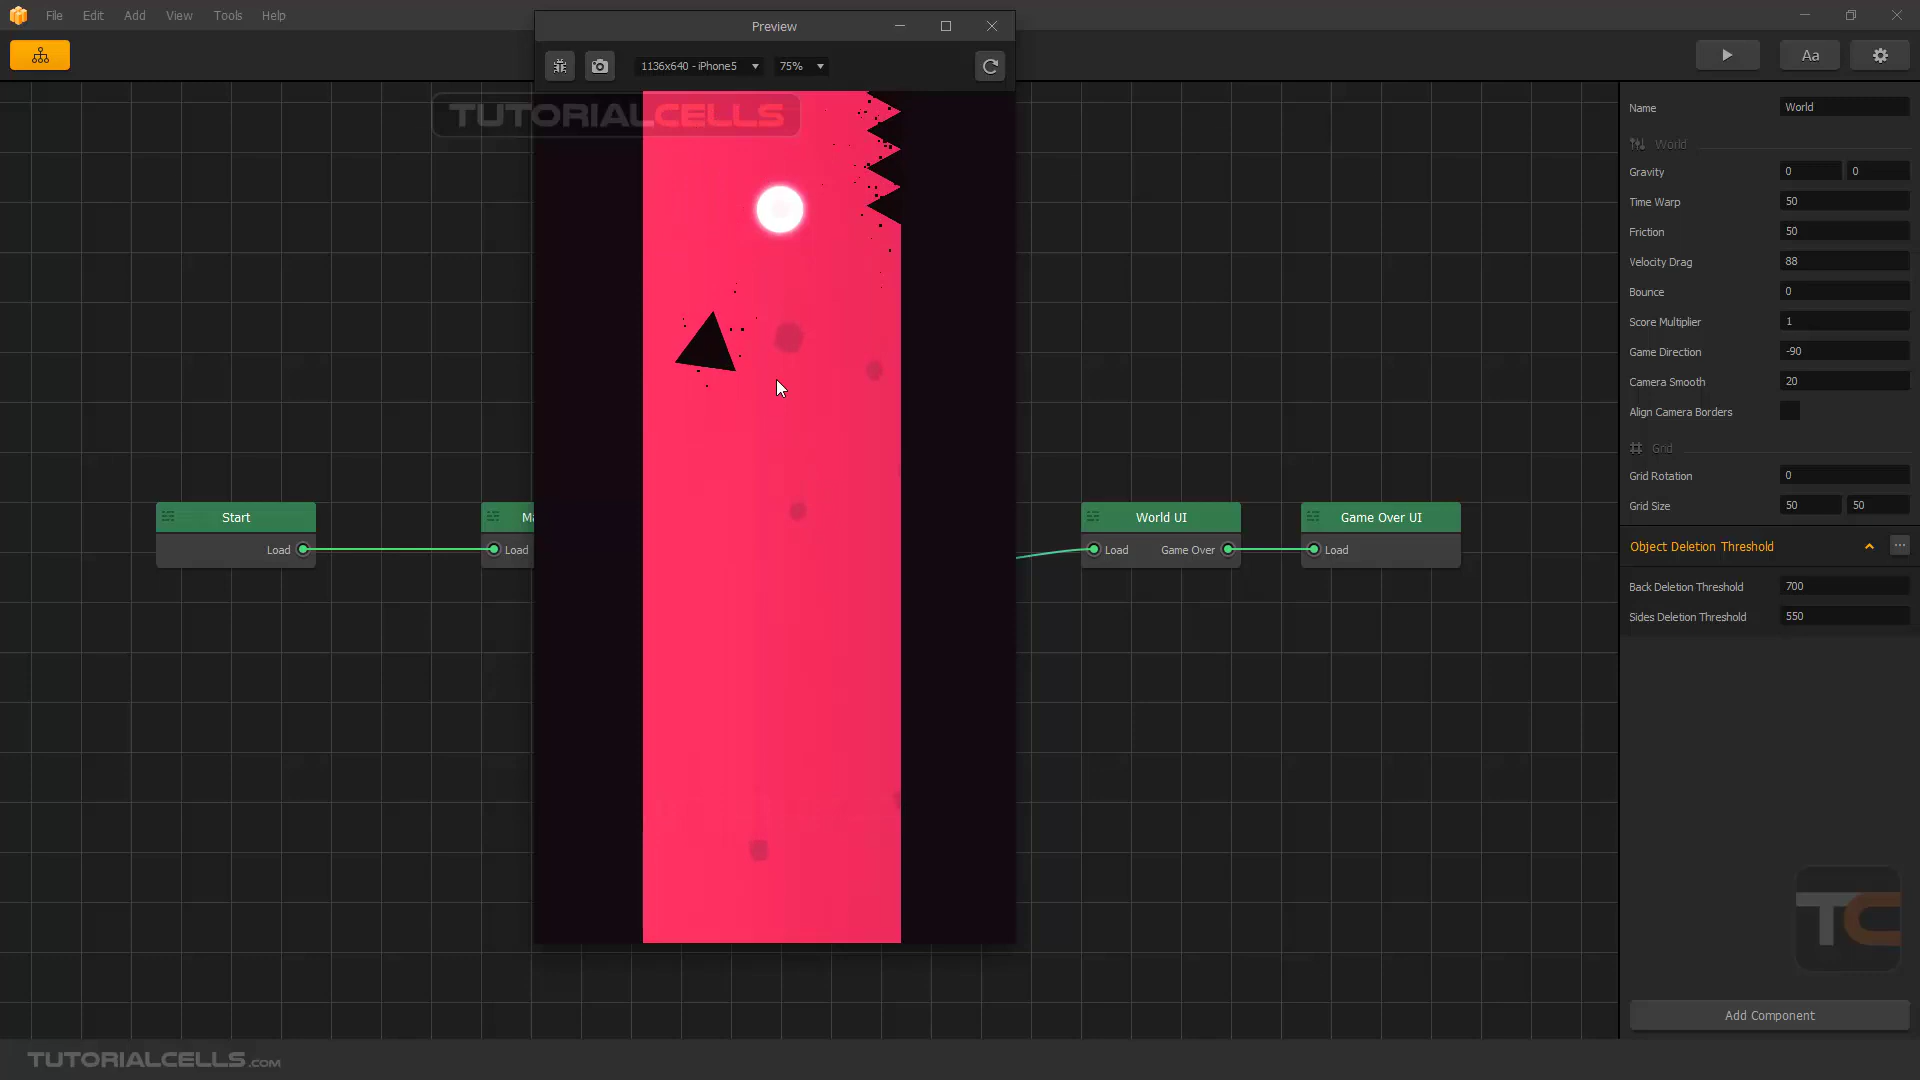 File Edit Add View Tools Help
Preview
1136x640 - iPhone5 75%
Aa
TUTORIALCELLS
Name World
World
Gravity 0 0
Time Warp 50
Friction 50
Velocity Drag 88
Bounce 0
Score Multiplier 1
Game Direction -90
Camera Smooth 20
Align Camera Borders
Grid
Grid Rotation 0
Grid Size 50 50
Object Deletion Threshold
Back Deletion Threshold 700
Sides Deletion Threshold 550
Start
Load
Load
World UI
Load Game Over
Game Over UI
Load
TC
Add Component
TUTORIALCELLS.COM